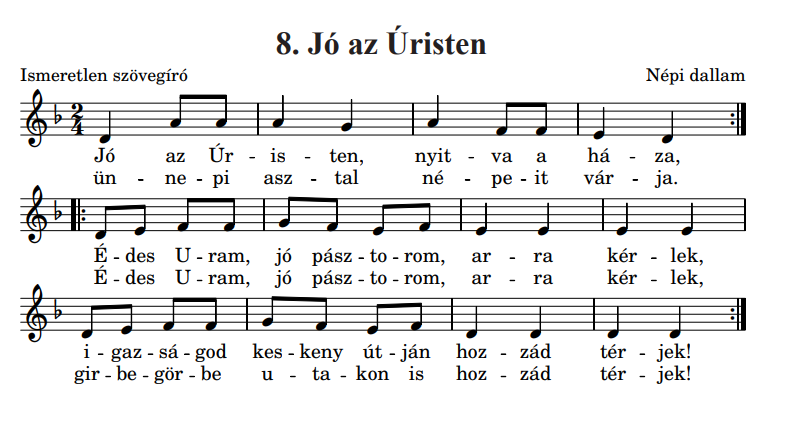 8. Jó az Úristen
Ismeretlen szövegíró Népi dallam
2
4
Jó az Úr - is - ten, nyit - va a há - za,
ün - ne - pi asz - tal né - pe - it vár - ja.
É - des U - ram, jó pász - to - rom, ar - ra kér - lek,
É - des U - ram, jó pász - to - rom, ar - ra kér - lek,
i - gaz - sá - god kes - keny út - ján hoz - zád tér - jek!
gir - be - gör - be u - ta - kon is hoz - zád tér - jek!